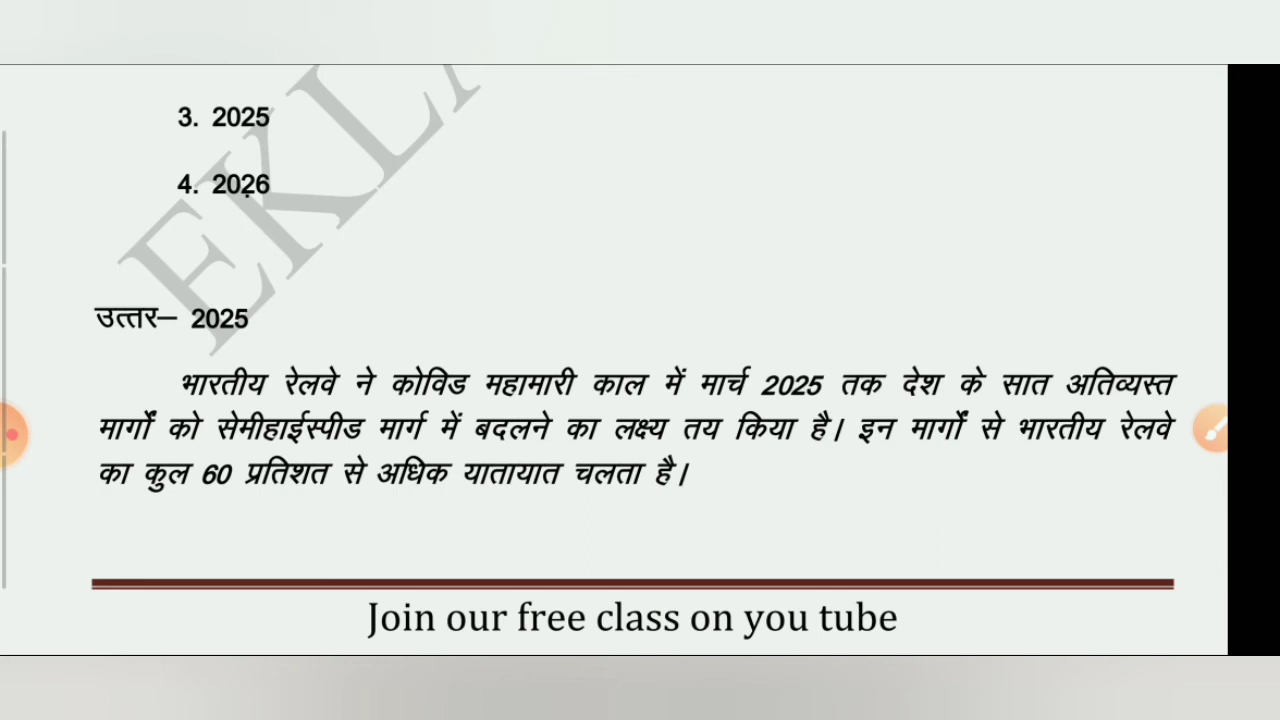 3. 2025
4. 2026
उत्तर– 2025
भारतीय रेलवे ने कोविड महामारी काल में मार्च 2025 तक देश के सात अतिव्यस्त
मार्गों को सेमीहाईस्पीड मार्ग में बदलने का लक्ष्य तय किया है। इन मार्गों से भारतीय रेलवे
का कुल 60 प्रतिशत से अधिक यातायात चलता है।
Join our free class on you tube